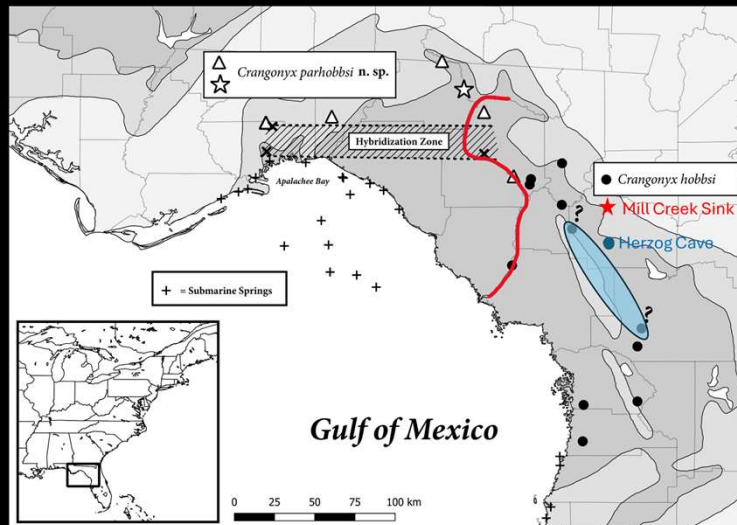 Crangonyx parhobbsi n. sp.
Hybridization Zone
Apalachee Bay
Crangonyx hobbsi
Mill Creek Sink
?
Herzog Cave
+ = Submarine Springs
?
Gulf of Mexico
0 25 50 75 100 km